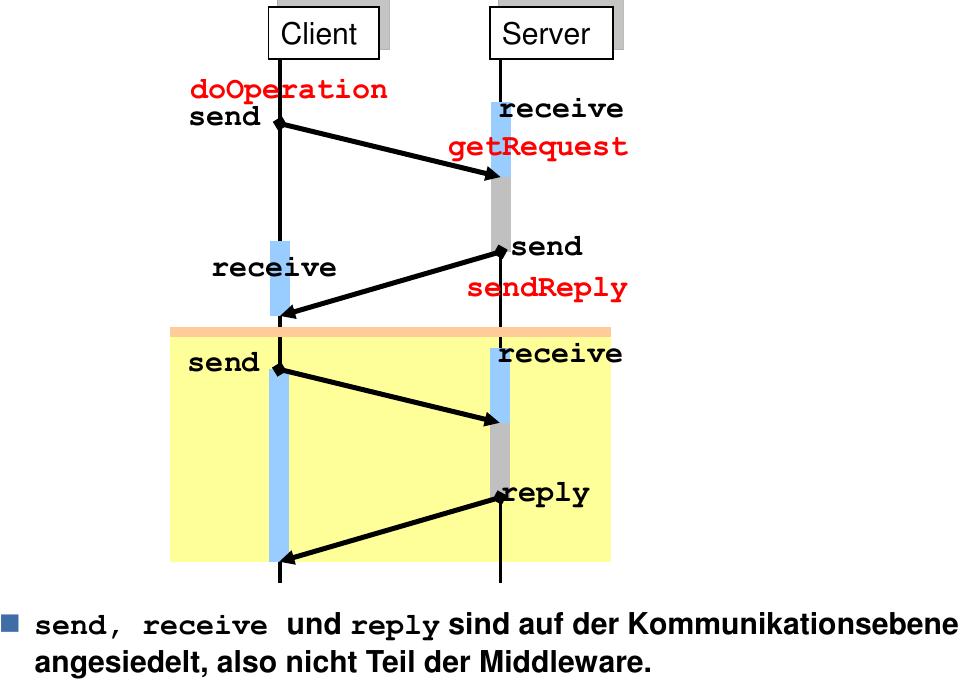 Client
Server
doOperation
send
receive
getRequest
send
receive
sendReply
send
receive
reply
send, receive und reply sind auf der Kommunikationsebene
angesiedelt, also nicht Teil der Middleware.